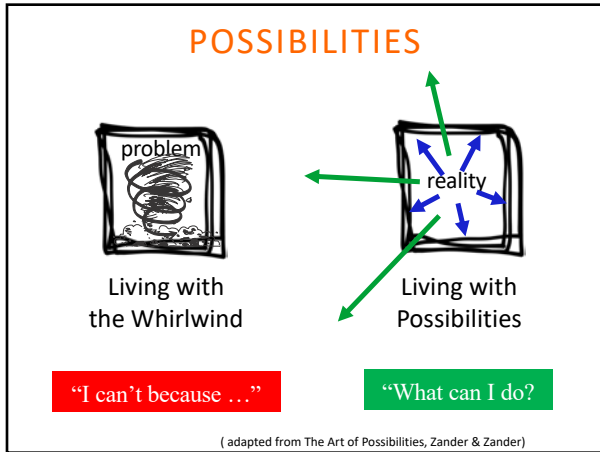 POSSIBILITIES
problem
reality
Living with
the Whirlwind
Living with
Possibilities
“I can’t because …”
“What can I do?
( adapted from The Art of Possibilities, Zander & Zander)